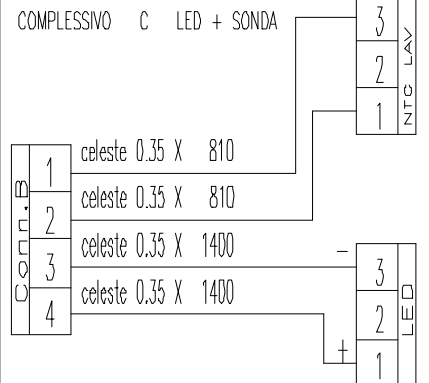 COMPLESSIVO C LED + SONDA
3
2
1
NTC LAV
Conn.B
1
2
3
4
celeste 0.35 X 810
celeste 0.35 X 810
celeste 0.35 X 1400
celeste 0.35 X 1400
-
+
3
2
1
LED